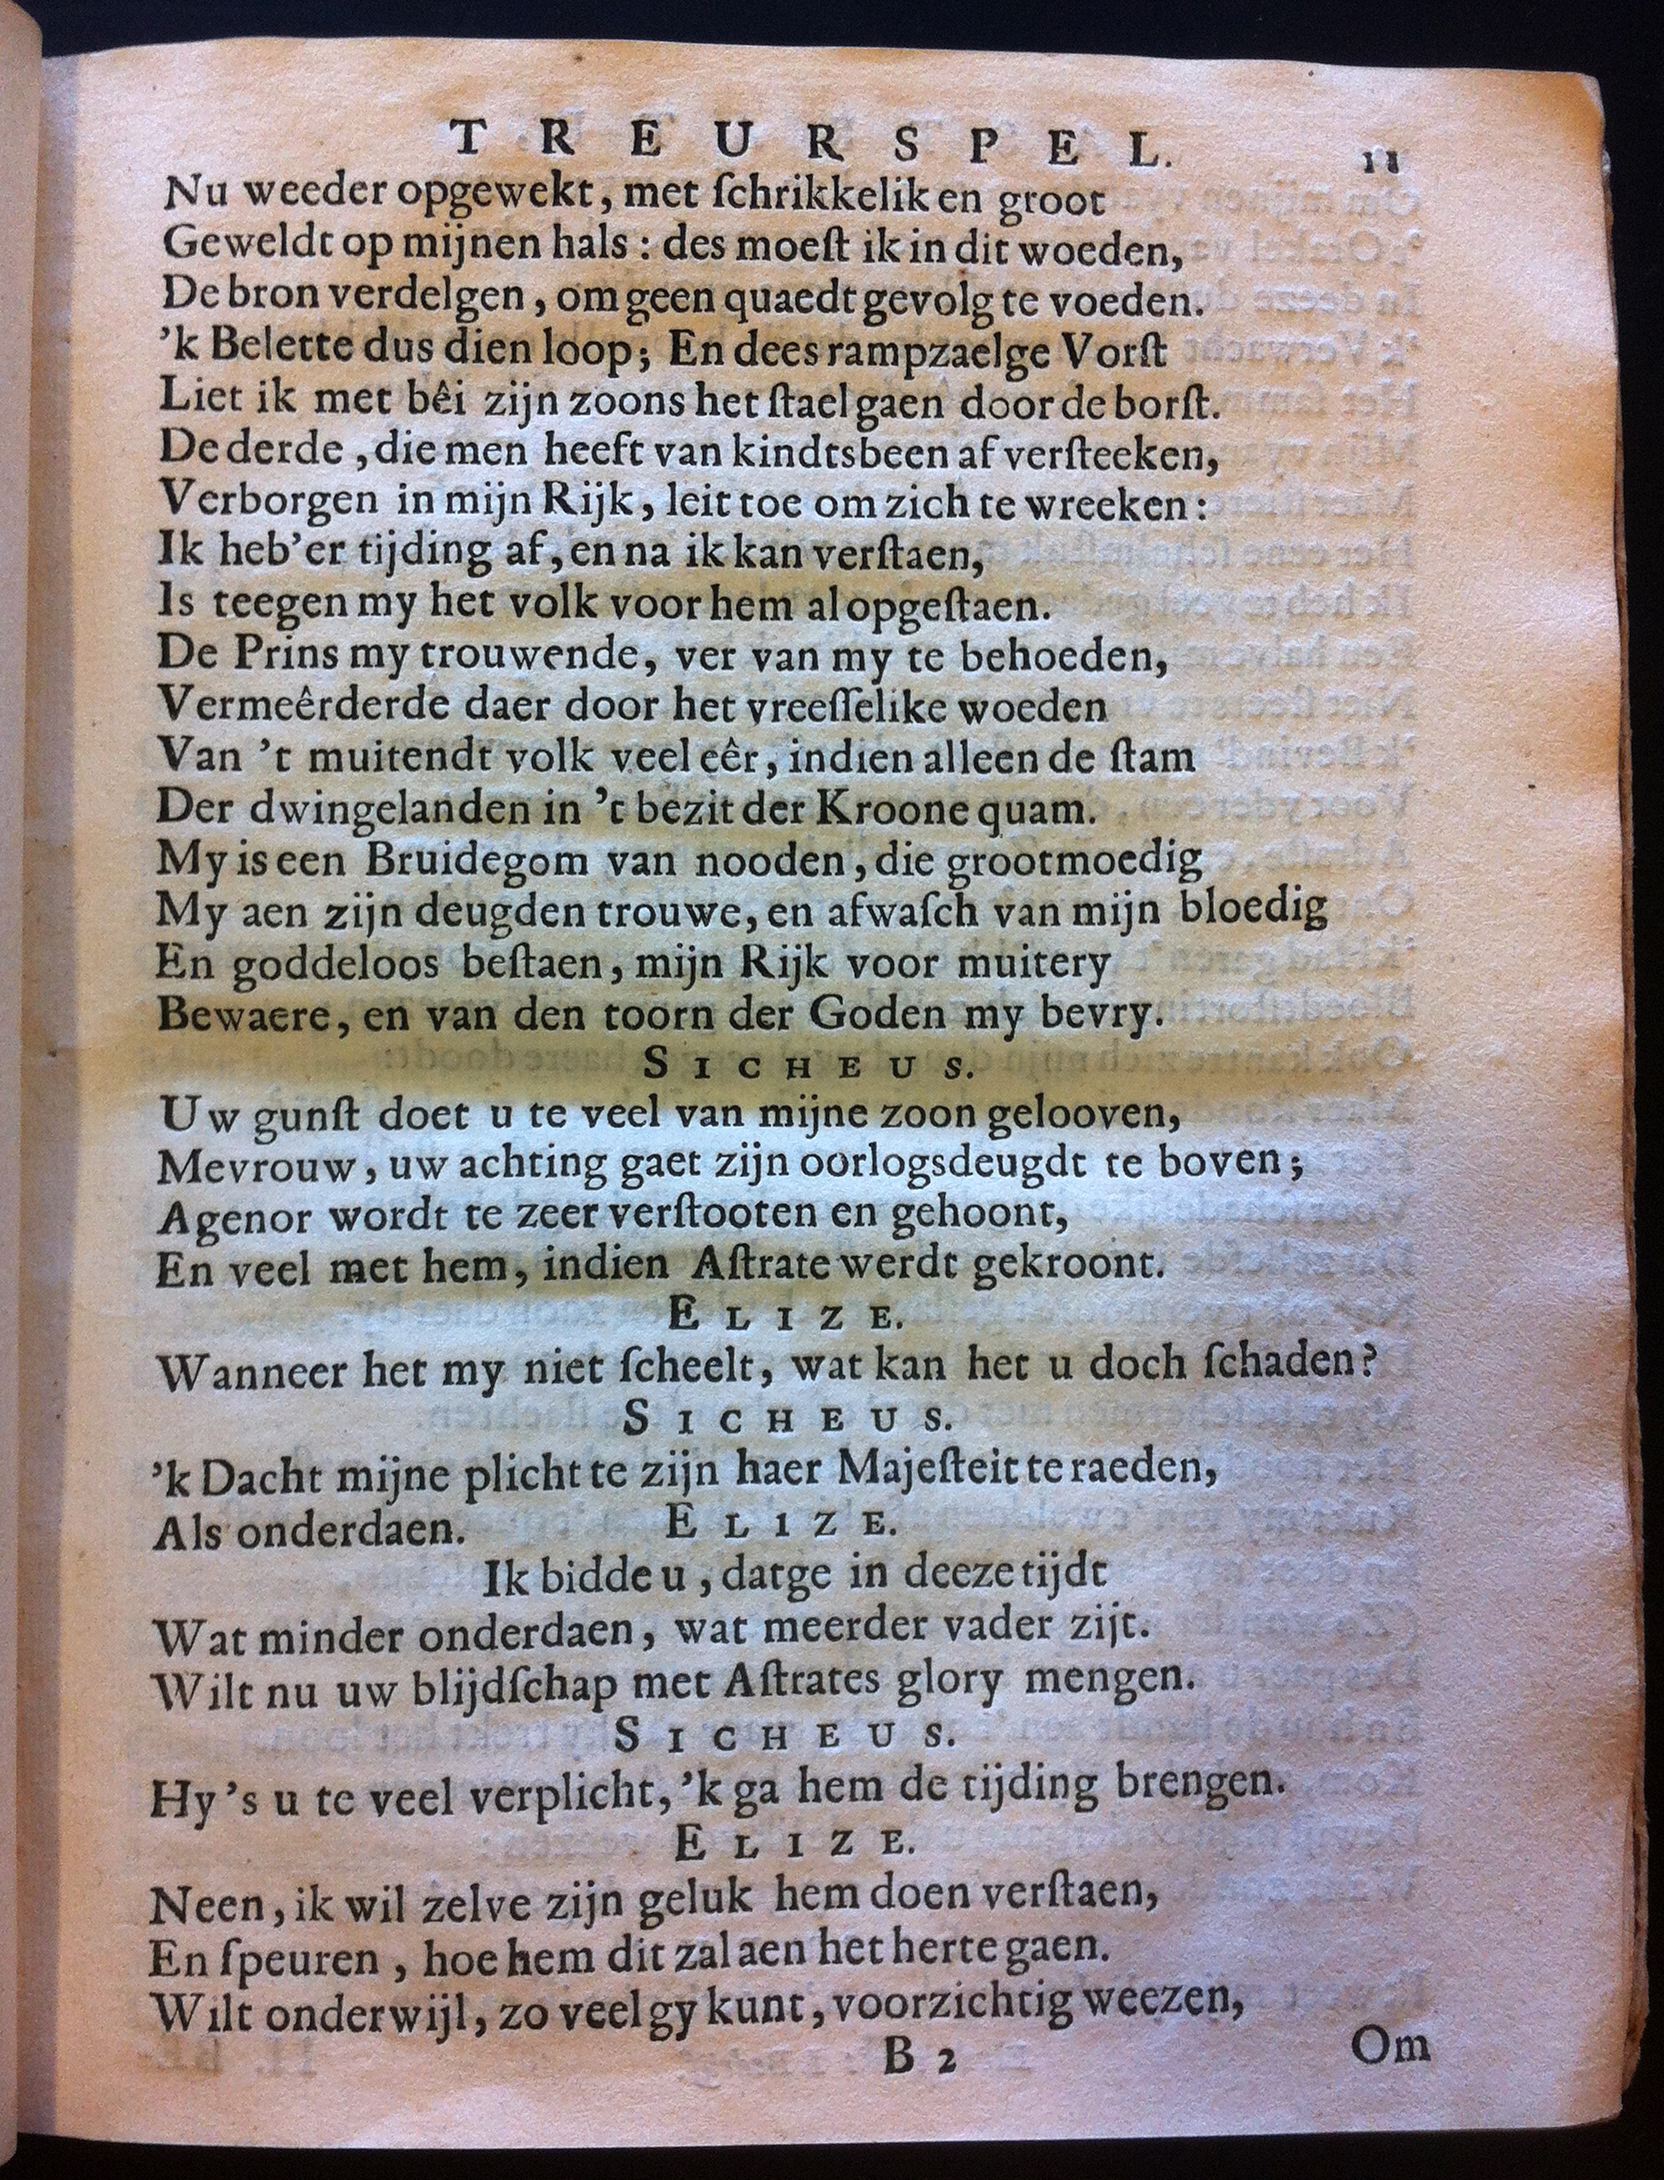 TREURSPEL. 11
Nu weeder opgewekt, met ſchrikkelik en groot
Geweldt op mijnen hals: des moeſt ik in dit woeden,
De bron verdelgen, om geen quaedt gevolg te voeden.
'k Belette dus dien loop; En dees rampzaelge Vorſt
Liet ik met bêi zijn zoons het ſtael gaen door de borſt.
De derde, die men heeft van kindtsbeen af verſteeken,
Verborgen in mijn Rijk, leit toe om zich te wreeken:
Ik heb'er tijding af, en na ik kan verſtaen,
Is teegen my het volk voor hem al opgeſtaen.
De Prins my trouwende, ver van my te behoeden,
Vermeêrderde daer door het vreeſſelike woeden
Van 't muitendt volk veel eêr, indien alleen de ſtam
Der dwingelanden in 't bezit der Kroone quam.
My is een Bruidegom van nooden, die grootmoedig
My aen zijn deugden trouwe, en afwaſch van mijn bloedig
En goddeloos beſtaen, mijn Rijk voor muitery
Bewaere, en van den toorn der Goden my bevry.
SICHEUS.
Uw gunſt doet u te veel van mijne zoon gelooven,
Mevrouw, uw achting gaet zijn oorlogsdeugdt te boven;
Agenor wordt te zeer verſtooten en gehoont,
En veel met hem, indien Aſtrate werdt gekroont.
ELIZE.
Wanneer het my niet ſcheelt, wat kan het u doch ſchaden?
SICHEUS.
'k Dacht mijne plicht te zijn haer Majeſteit te raeden,
Als onderdaen. ELIZE.
Ik bidde u, datge in deeze tijdt
Wat minder onderdaen, wat meerder vader zijt.
Wilt nu uw blijdſchap met Aſtrates glory mengen.
SICHEUS.
Hy's u te veel verplicht, 'k ga hem de tijding brengen.
ELIZE.
Neen, ik wil zelve zijn geluk hem doen verſtaen,
En ſpeuren, hoe hem dit zal aen het herte gaen.
Wilt onderwijl, zo veel gy kunt, voorzichtig weezen,
B 2 Om